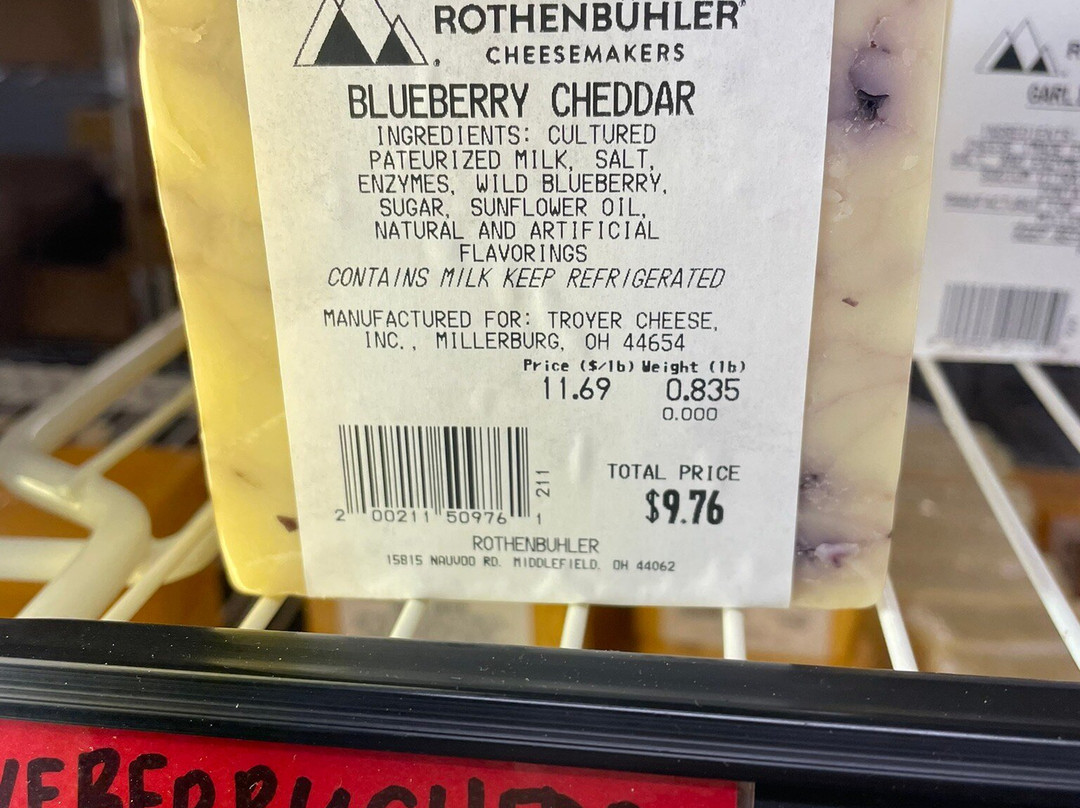 ROTHENBÜHLER
CHEESEMAKERS
BLUEBERRY CHEDDAR
INGREDIENTS: CULTURED
PATEURIZED MILK, SALT,
ENZYMES, WILD BLUEBERRY,
SUGAR, SUNFLOWER OIL,
NATURAL AND ARTIFICIAL
FLAVORINGS
CONTAINS MILK KEEP REFRIGERATED
MANUFACTURED FOR: TROYER CHEESE,
INC., MILLERBURG, OH 44654
Price ($/lb) Weight (lb)
11.69 0.835
0.000
211
TOTAL PRICE
$9.76
2 00211 50976 1
ROTHENBUHLER
15815 NAUVOO RD. MIDDLEFIELD, OH 44062